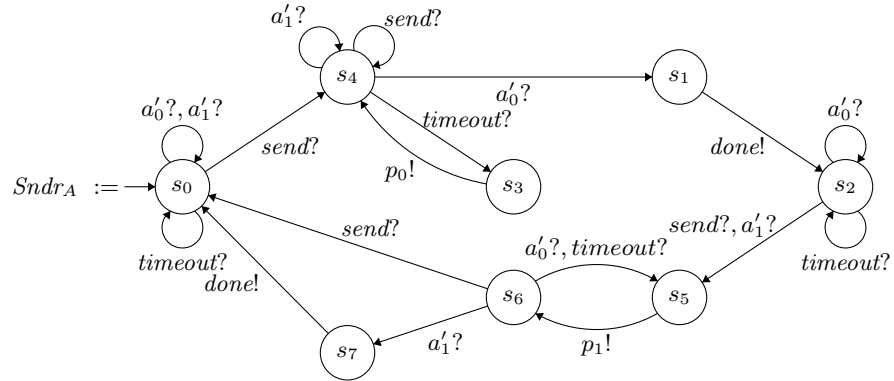 a′₁?
send?
s₄
s₁
a′₀?
a′₀?, a′₁?
timeout?
a′₀?
send?
done!
p₀!
Sndr_A :=
s₀
s₃
s₂
send?
send?, a′₁?
timeout?
a′₀?, timeout?
timeout?
done!
s₆
s₅
s₇
a′₁?
p₁!